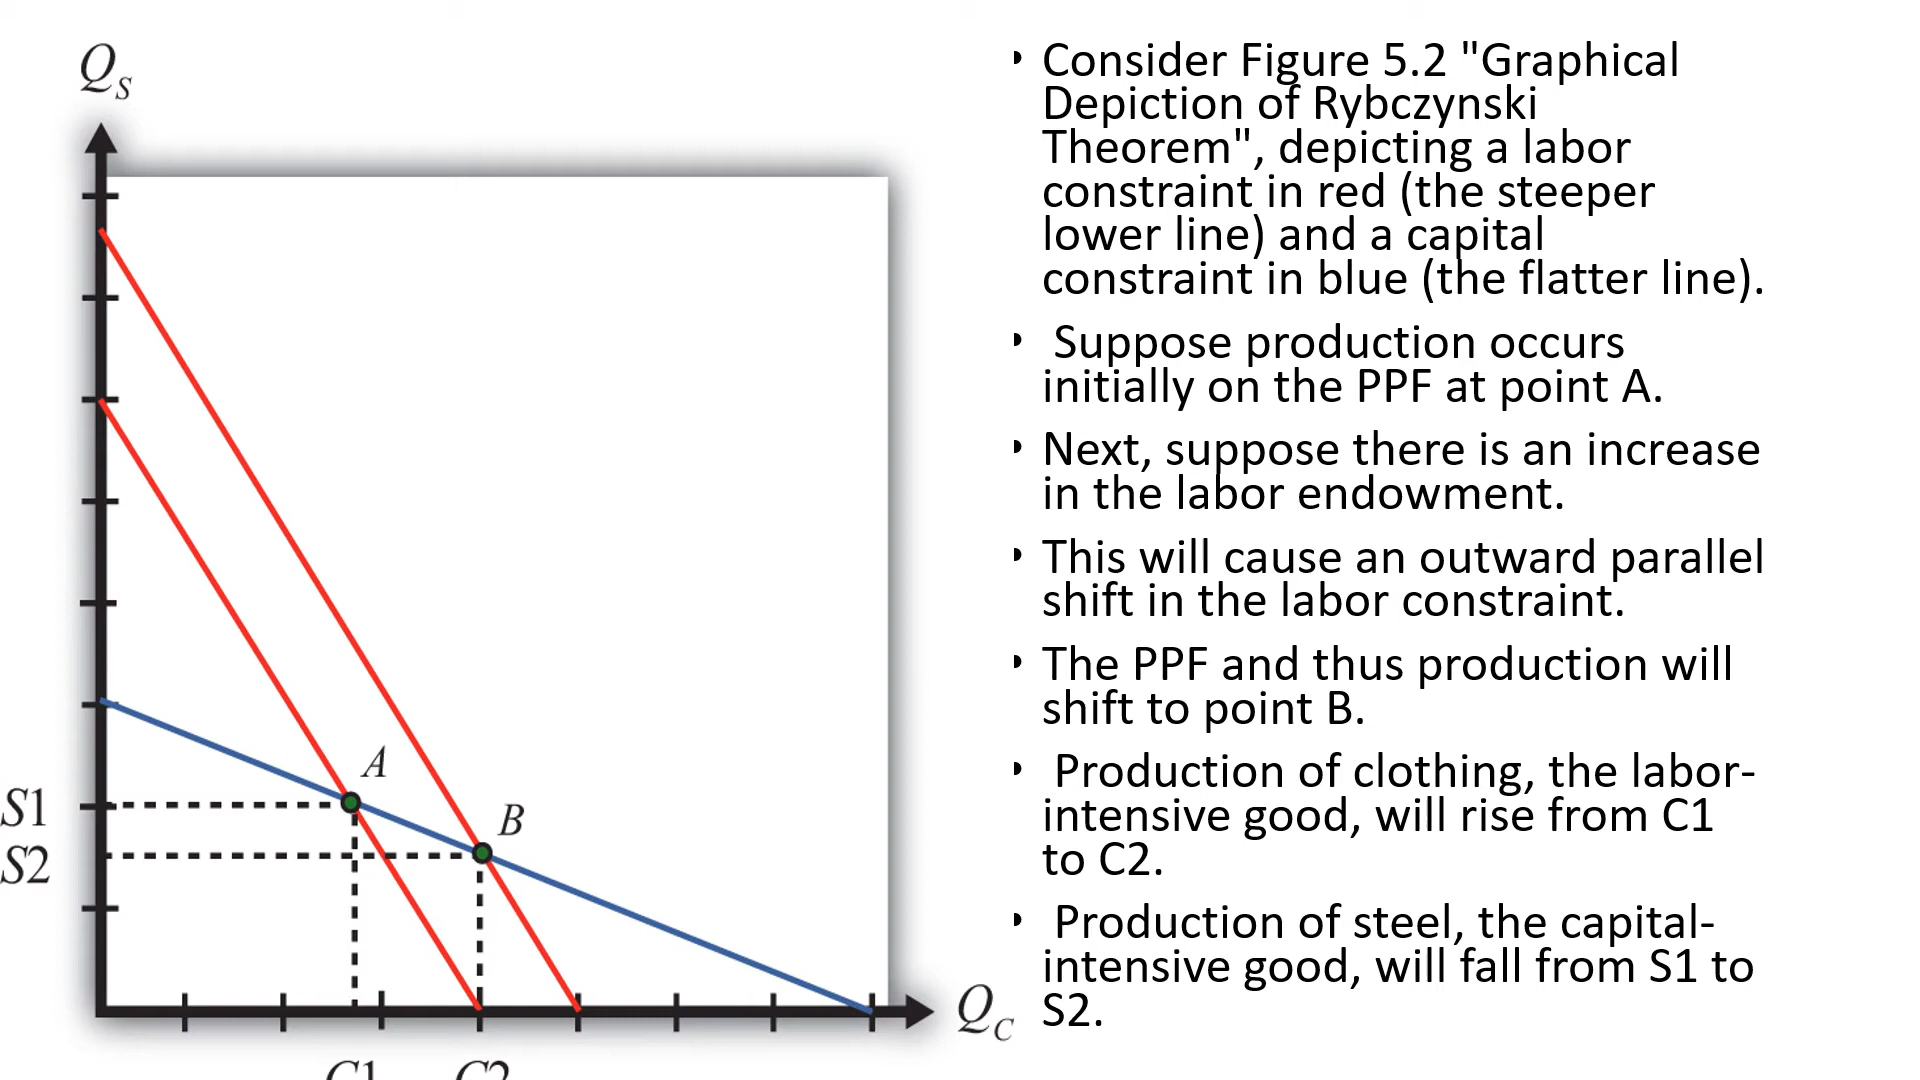 Q_S
A
B
S1
S2
Q_C
C1
C2
• Consider Figure 5.2 "Graphical
Depiction of Rybczynski
Theorem", depicting a labor
constraint in red (the steeper
lower line) and a capital
constraint in blue (the flatter line).
• Suppose production occurs
initially on the PPF at point A.
• Next, suppose there is an increase
in the labor endowment.
• This will cause an outward parallel
shift in the labor constraint.
• The PPF and thus production will
shift to point B.
• Production of clothing, the labor-
intensive good, will rise from C1
to C2.
• Production of steel, the capital-
intensive good, will fall from S1 to
S2.